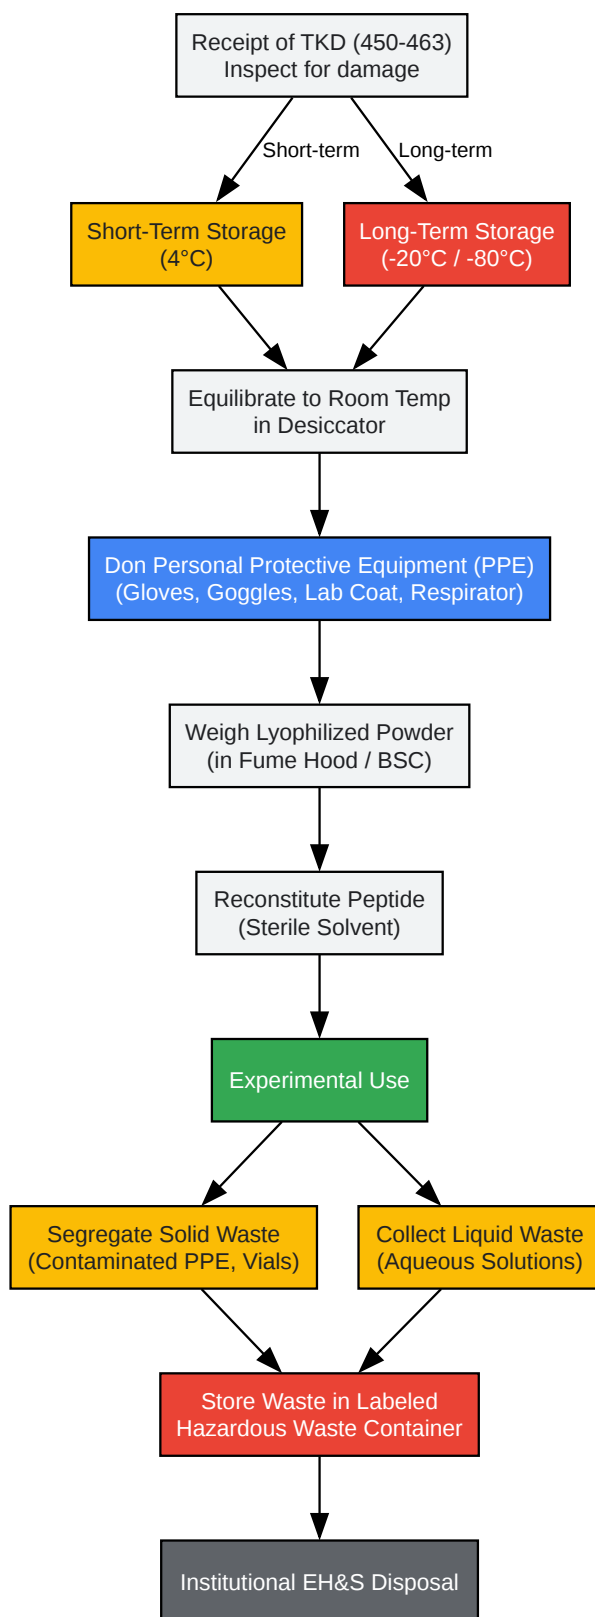 Receipt of TKD (450-463)
Inspect for damage
Short-term
Long-term
Short-Term Storage
(4°C)
Long-Term Storage
(-20°C / -80°C)
Equilibrate to Room Temp
in Desiccator
Don Personal Protective Equipment (PPE)
(Gloves, Goggles, Lab Coat, Respirator)
Weigh Lyophilized Powder
(in Fume Hood / BSC)
Reconstitute Peptide
(Sterile Solvent)
Experimental Use
Segregate Solid Waste
(Contaminated PPE, Vials)
Collect Liquid Waste
(Aqueous Solutions)
Store Waste in Labeled
Hazardous Waste Container
Institutional EH&S Disposal